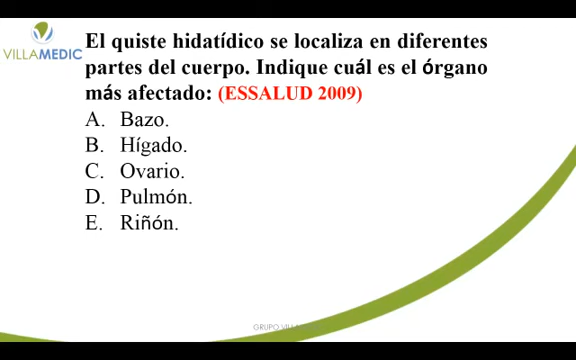 VILLAMEDIC
El quiste hidatídico se localiza en diferentes
partes del cuerpo. Indique cuál es el órgano
más afectado: (ESSALUD 2009)
A. Bazo.
B. Hígado.
C. Ovario.
D. Pulmón.
E. Riñón.
GRUPO